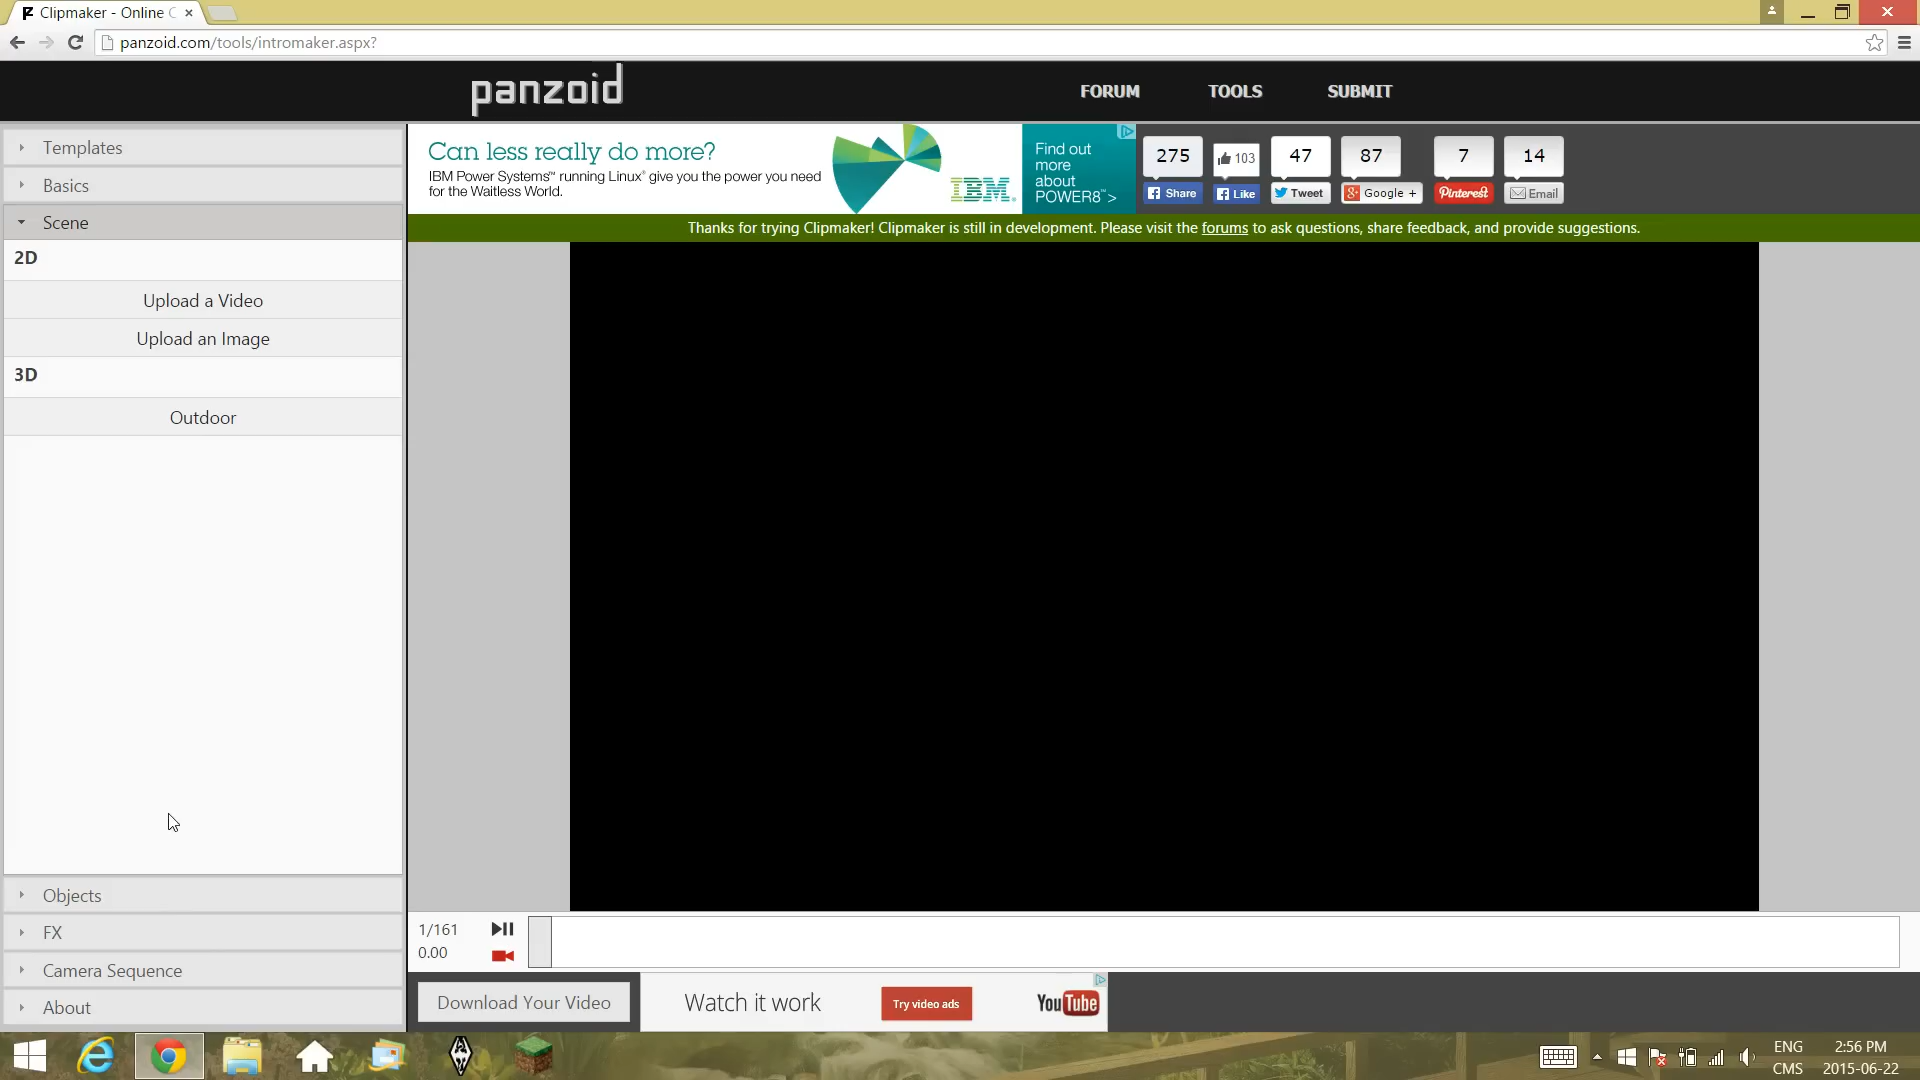 Clipmaker - Online C
panzoid.com/tools/intromaker.aspx?
panzoid
FORUM TOOLS SUBMIT
Templates
Basics
Scene
2D
Upload a Video
Upload an Image
3D
Outdoor
Objects
FX
Camera Sequence
About
Can less really do more?
IBM Power Systems™ running Linux® give you the power you need
for the Waitless World.
IBM®
Find out
more
about
POWER8™>
275 103 47 87 7 14
Share Like Tweet Google + Pinterest Email
Thanks for trying Clipmaker! Clipmaker is still in development. Please visit the forums to ask questions, share feedback, and provide suggestions.
1/161
0.00
Download Your Video
Watch it work
Try video ads
YouTube
ENG
CMS
2:56 PM
2015-06-22